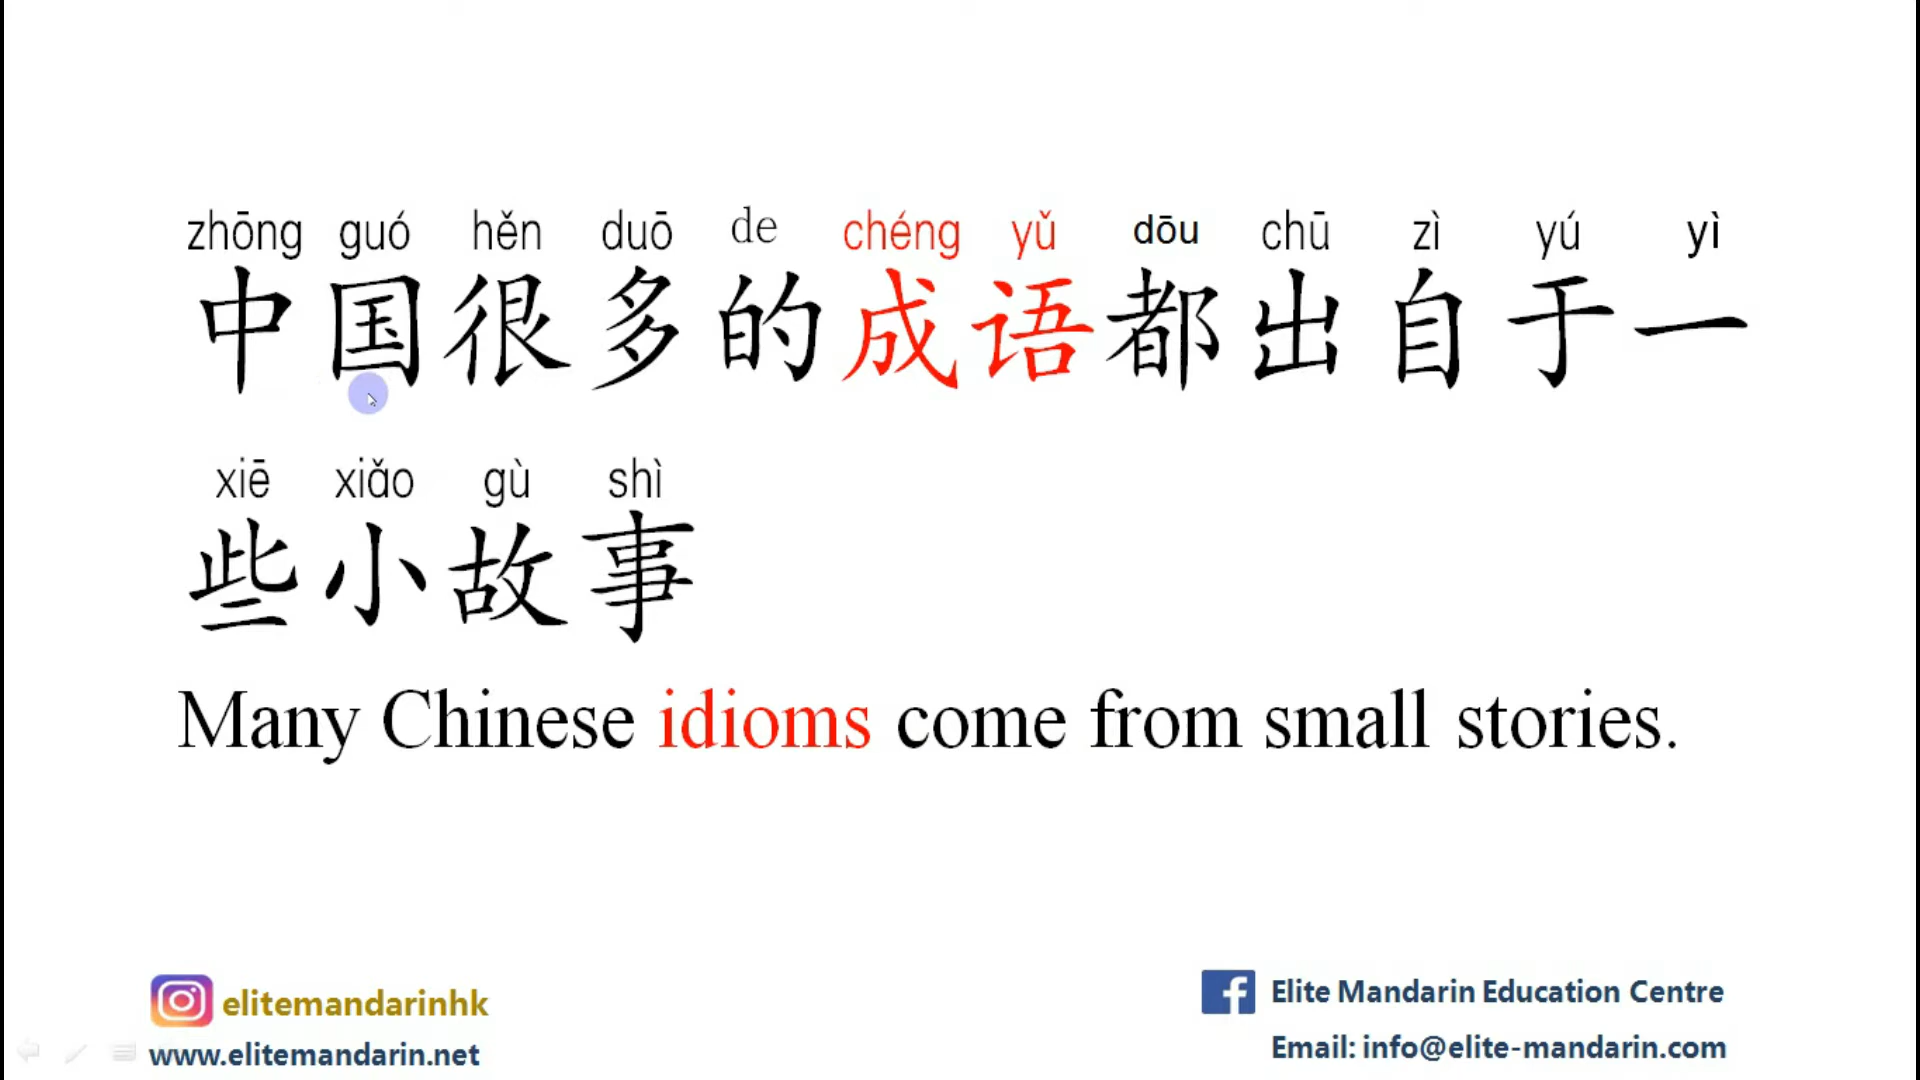 zhōng guó hěn duō de chéng yǔ dōu chū zì yú yì
中国很多的成语都出自于一
xiē xiǎo gù shì
些小故事
Many Chinese idioms come from small stories.
elitemandarinhk
www.elitemandarin.net
Elite Mandarin Education Centre
Email: info@elite-mandarin.com